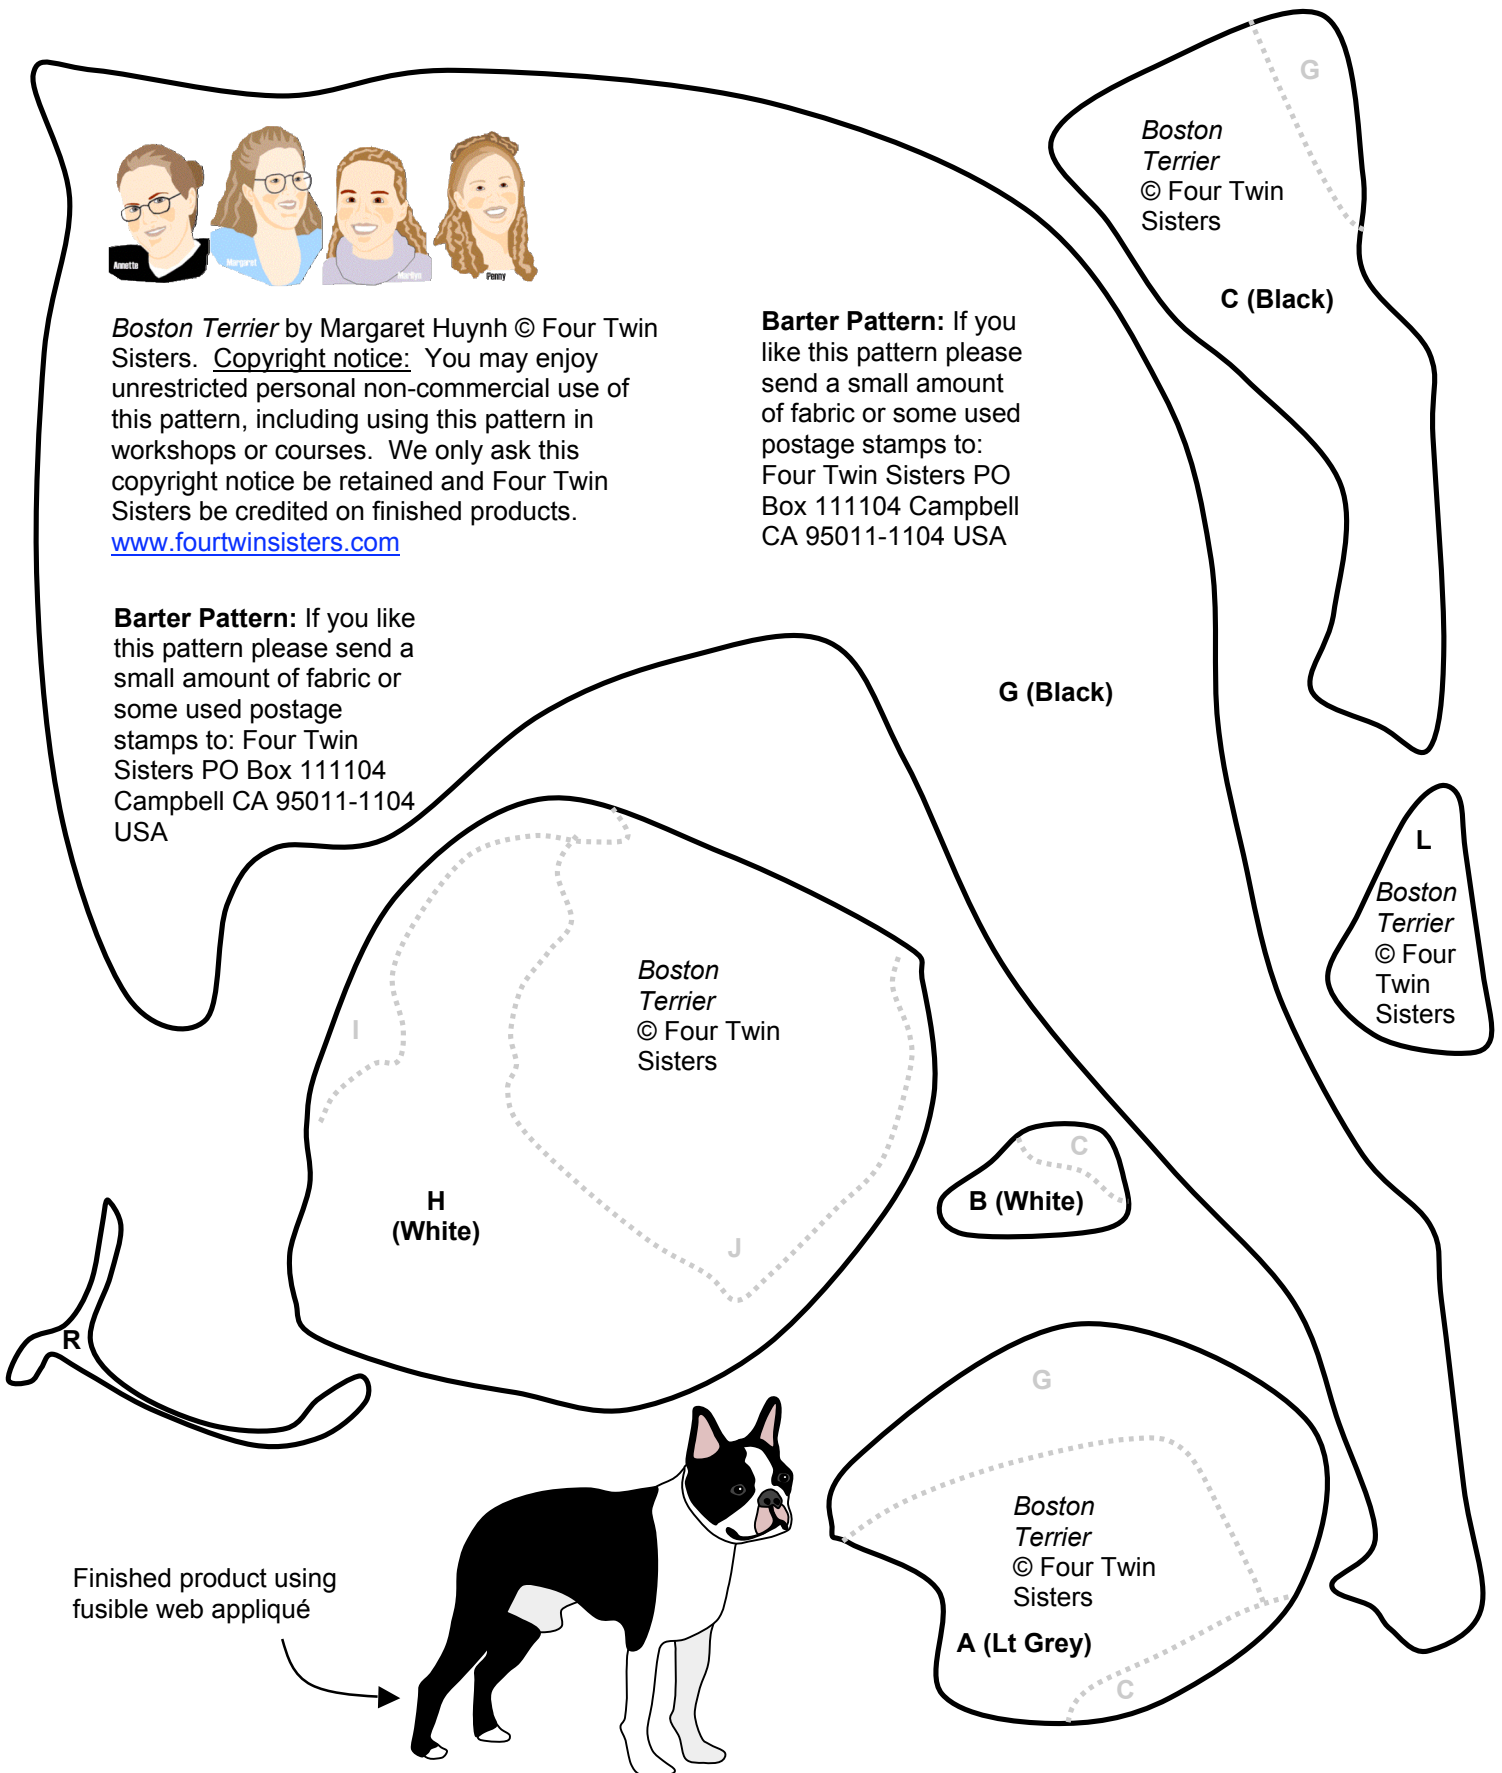 G
Boston
Terrier
© Four Twin
Sisters
C (Black)
Annette
Margaret
Marilyn
Penny
Boston Terrier by Margaret Huynh © Four Twin
Sisters.  Copyright notice:  You may enjoy
unrestricted personal non-commercial use of
this pattern, including using this pattern in
workshops or courses.  We only ask this
copyright notice be retained and Four Twin
Sisters be credited on finished products.
www.fourtwinsisters.com
Barter Pattern: If you
like this pattern please
send a small amount
of fabric or some used
postage stamps to:
Four Twin Sisters PO
Box 111104 Campbell
CA 95011-1104 USA
Barter Pattern: If you like
this pattern please send a
small amount of fabric or
some used postage
stamps to: Four Twin
Sisters PO Box 111104
Campbell CA 95011-1104
USA
G (Black)
L
Boston
Terrier
© Four
Twin
Sisters
Boston
Terrier
© Four Twin
Sisters
I
H
(White)
J
C
B (White)
R
G
Boston
Terrier
© Four Twin
Sisters
A (Lt Grey)
C
Finished product using
fusible web appliqué